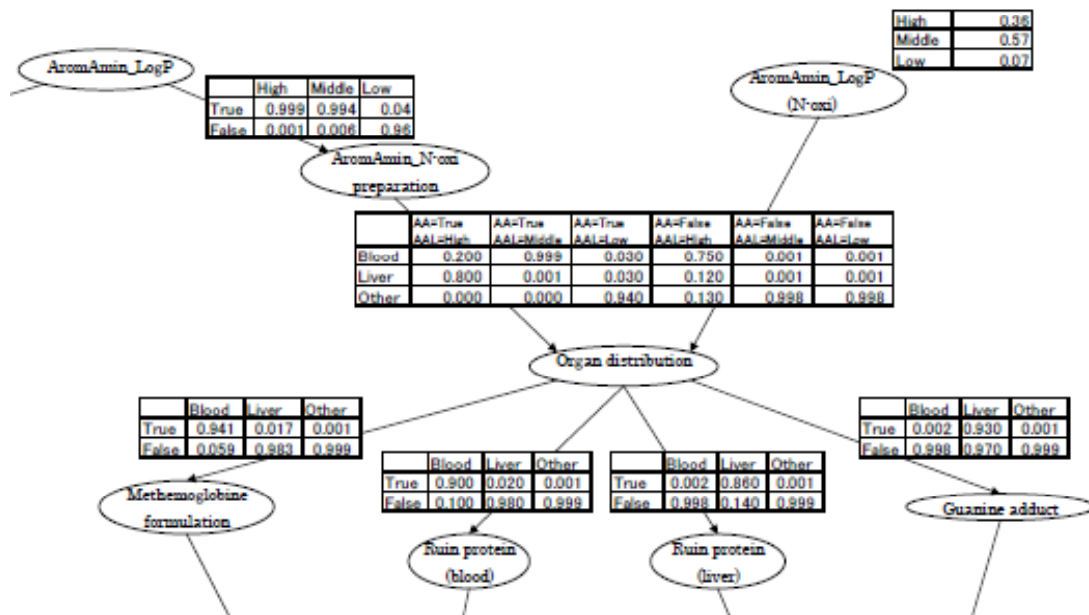 High 0.36
Middle 0.57
Low 0.07
AromAmin_LogP
AromAmin_LogP
(N-oxi)
High Middle Low
True 0.999 0.994 0.04
False 0.001 0.006 0.96
AromAmin_N-oxi
preparation
AA=True AA=True AA=True AA=False AA=False AA=False
AAL=High AAL=Middle AAL=Low AAL=High AAL=Middle AAL=Low
Blood 0.200 0.999 0.030 0.750 0.001 0.001
Liver 0.800 0.001 0.030 0.120 0.001 0.001
Other 0.000 0.000 0.940 0.130 0.998 0.998
Organ distribution
Blood Liver Other
True 0.941 0.017 0.001
False 0.059 0.983 0.999
Blood Liver Other
True 0.002 0.930 0.001
False 0.998 0.970 0.999
Blood Liver Other
True 0.900 0.020 0.001
False 0.100 0.980 0.999
Blood Liver Other
True 0.002 0.860 0.001
False 0.998 0.140 0.999
Methemoglobine
formulation
Guanine adduct
Ruin protein
(blood)
Ruin protein
(liver)